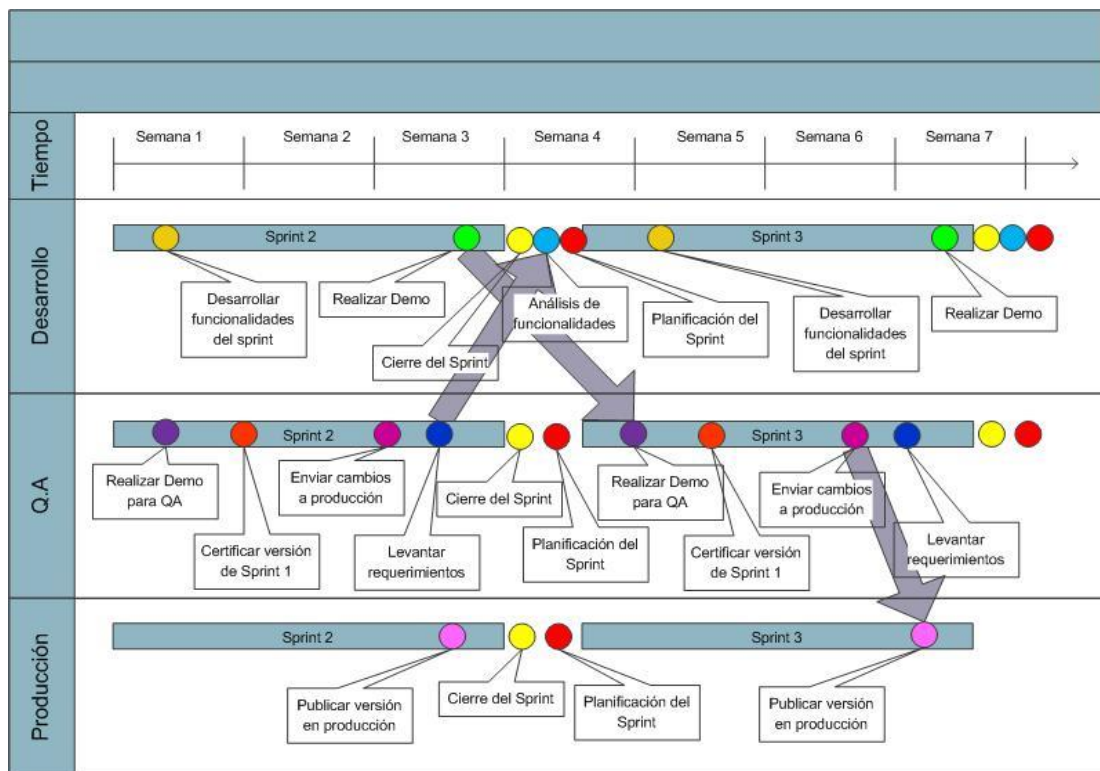 Tiempo
Semana 1
Semana 2
Semana 3
Semana 4
Semana 5
Semana 6
Semana 7
Desarrollo
Sprint 2
Sprint 3
Desarrollar
funcionalidades
del sprint
Realizar Demo
Cierre del Sprint
Análisis de
funcionalidades
Planificación del
Sprint
Desarrollar
funcionalidades
del sprint
Realizar Demo
Q.A
Sprint 2
Sprint 3
Realizar Demo
para QA
Certificar versión
de Sprint 1
Enviar cambios
a producción
Levantar
requerimientos
Cierre del Sprint
Planificación del
Sprint
Realizar Demo
para QA
Certificar versión
de Sprint 1
Enviar cambios
a producción
Levantar
requerimientos
Producción
Sprint 2
Sprint 3
Publicar versión
en producción
Cierre del Sprint
Planificación del
Sprint
Publicar versión
en producción